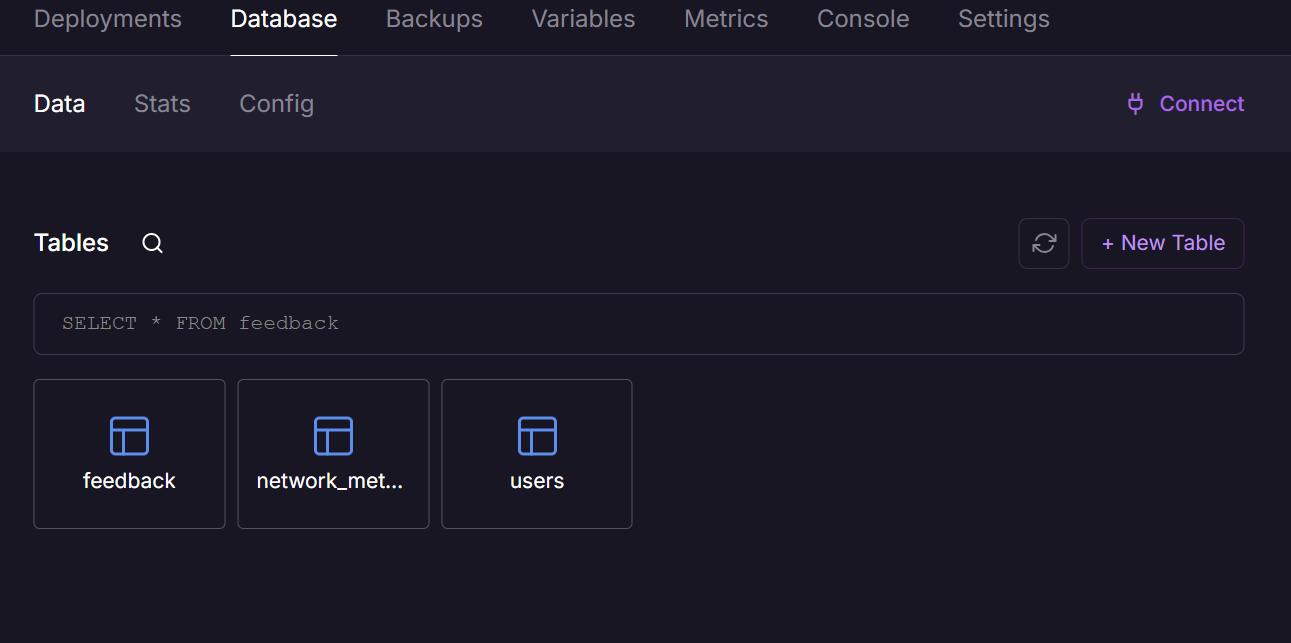 Deployments Database Backups Variables Metrics Console Settings
Data Stats Config Connect
Tables + New Table
SELECT * FROM feedback
feedback network_met... users